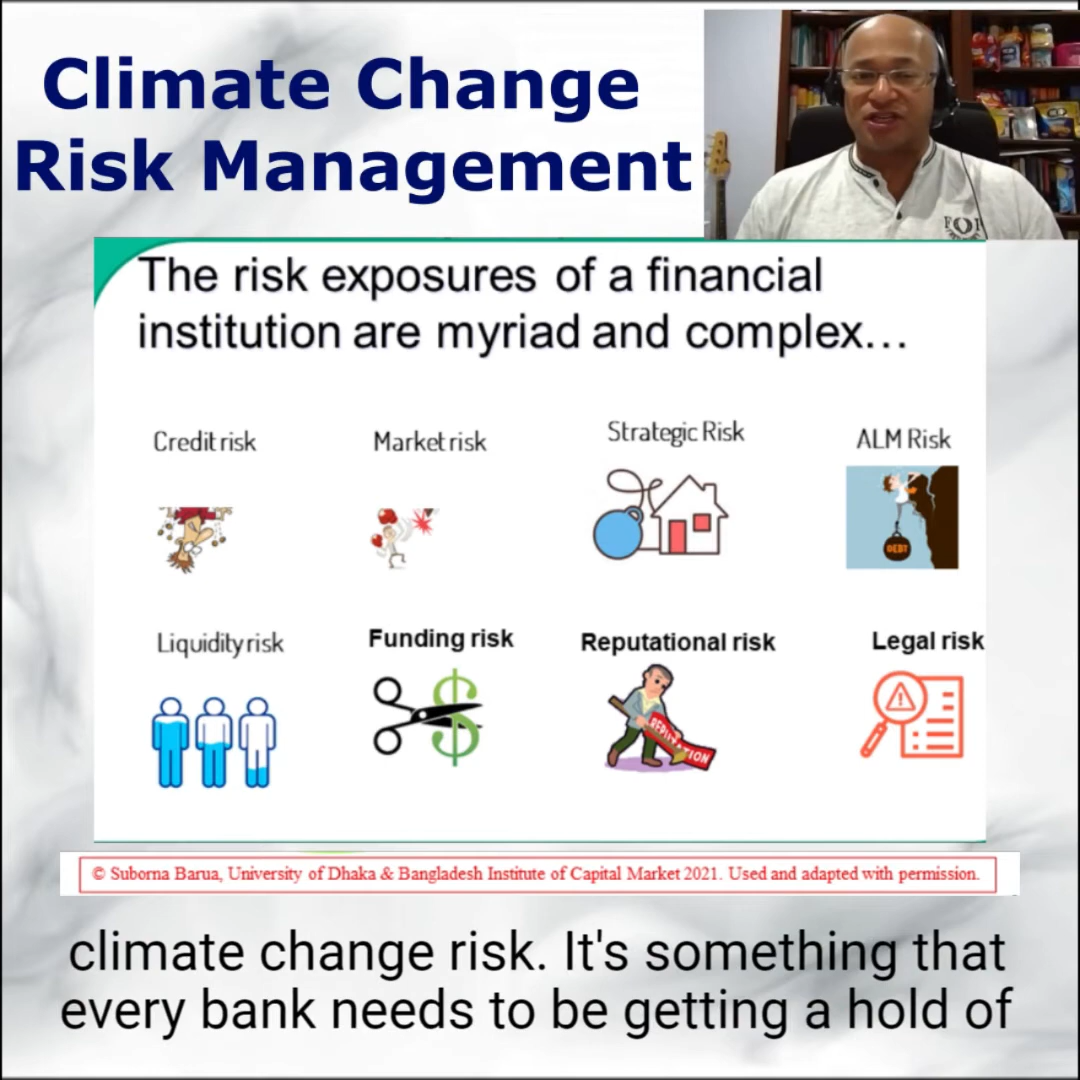 Climate Change
Risk Management
The risk exposures of a financial
institution are myriad and complex...
Credit risk
Market risk
Strategic Risk
ALM Risk
DEBT
Liquidity risk
Funding risk
Reputational risk
Legal risk
REPUTATION
© Suborna Barua, University of Dhaka & Bangladesh Institute of Capital Market 2021. Used and adapted with permission.
climate change risk. It's something that
every bank needs to be getting a hold of